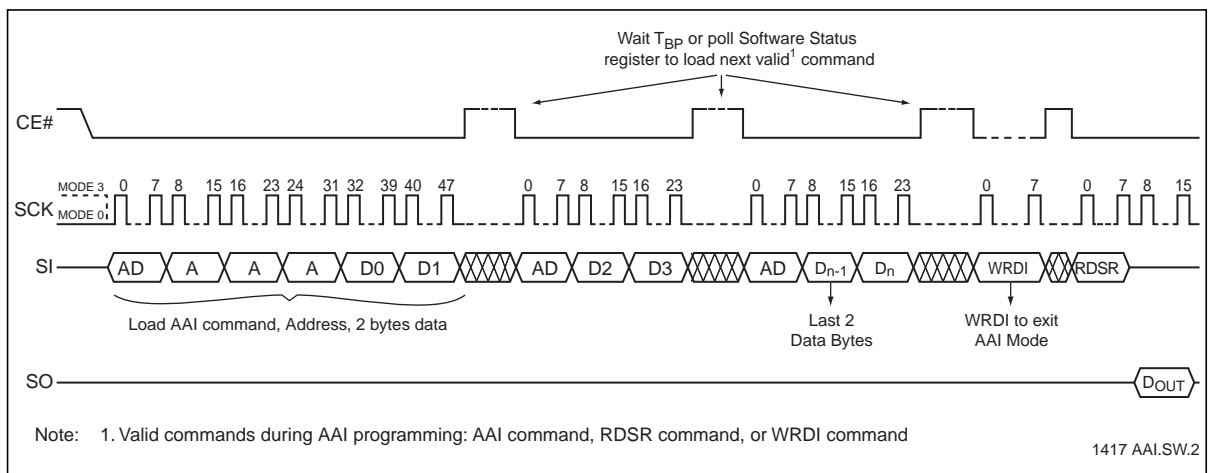 Wait TBP or poll Software Status
register to load next valid1 command
CE#
MODE 3
MODE 0
SCK
0 7 8 15 16 23 24 31 32 39 40 47 0 7 8 15 16 23 0 7 8 15 16 23 0 7 0 7 8 15
SI
AD A A A D0 D1 AD D2 D3 AD Dn-1 Dn WRDI RDSR
Load AAI command, Address, 2 bytes data
Last 2
Data Bytes
WRDI to exit
AAI Mode
SO
DOUT
Note: 1. Valid commands during AAI programming: AAI command, RDSR command, or WRDI command
1417 AAI.SW.2